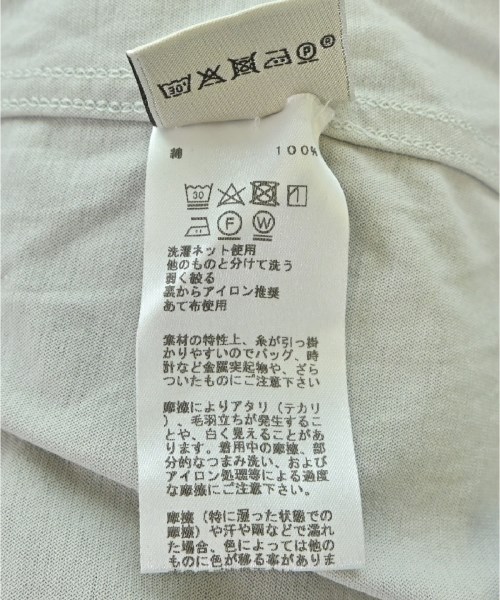 30
P
®
綿 100%
30
F W
洗濯ネット使用
他のものと分けて洗う
弱く絞る
裏からアイロン推奨
あて布使用
素材の特性上、糸が引っ掛
かりやすいのでバッグ、時
計など金属突起物や、ざら
ついたものにご注意下さい
摩擦によりアタリ(テカリ
)、毛羽立ちが発生するこ
とや、白く見えることがあ
ります。着用中の摩擦、部
分的なつまみ洗い、および
アイロン処理等による過度
な摩擦にご注意下さい。
摩擦(特に湿った状態での
摩擦)や汗や雨などで濡れ
た場合、色によっては他の
ものに色が移る事がありま